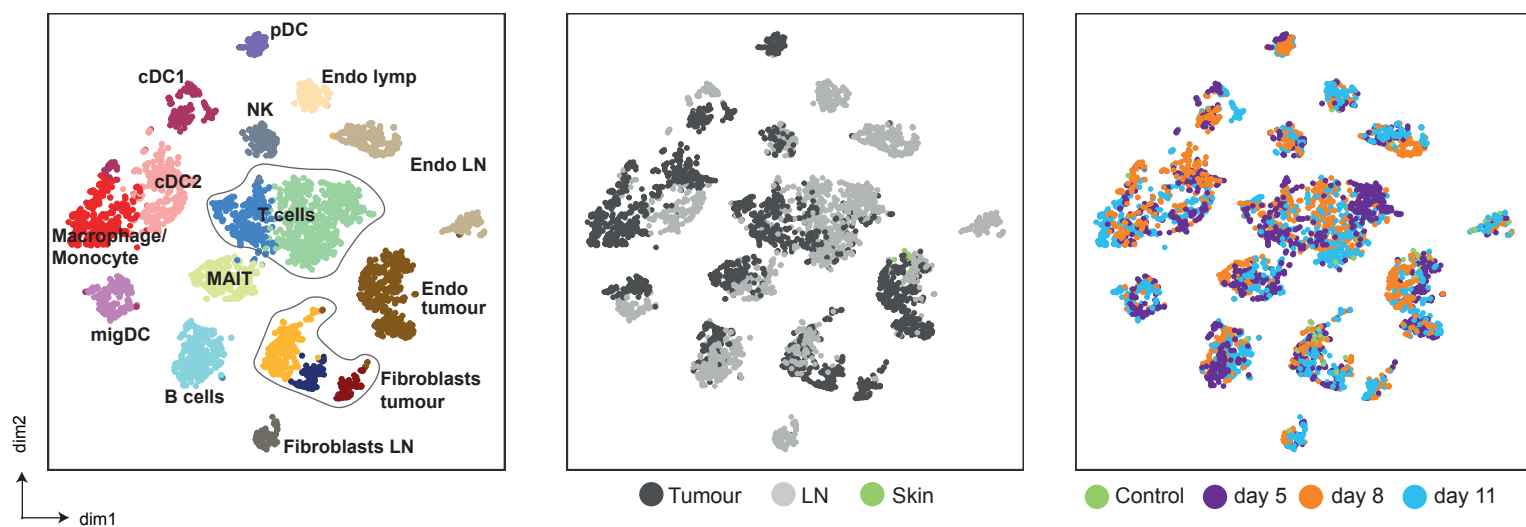 pDC
cDC1
Endo lymp
NK
Endo LN
cDC2
T cells
Macrophage/
Monocyte
MAIT
Endo
tumour
migDC
B cells
Fibroblasts
tumour
Fibroblasts LN
dim2
dim1
Tumour LN Skin
Control day 5 day 8 day 11